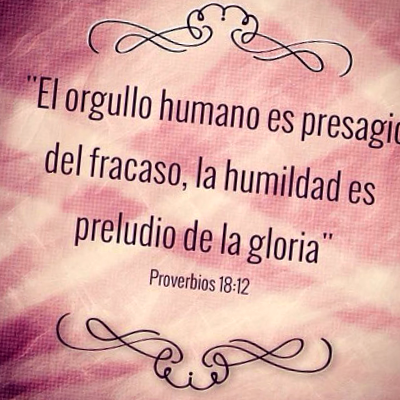 "El orgullo humano es presagio
del fracaso, la humildad es
preludio de la gloria"
Proverbios 18:12